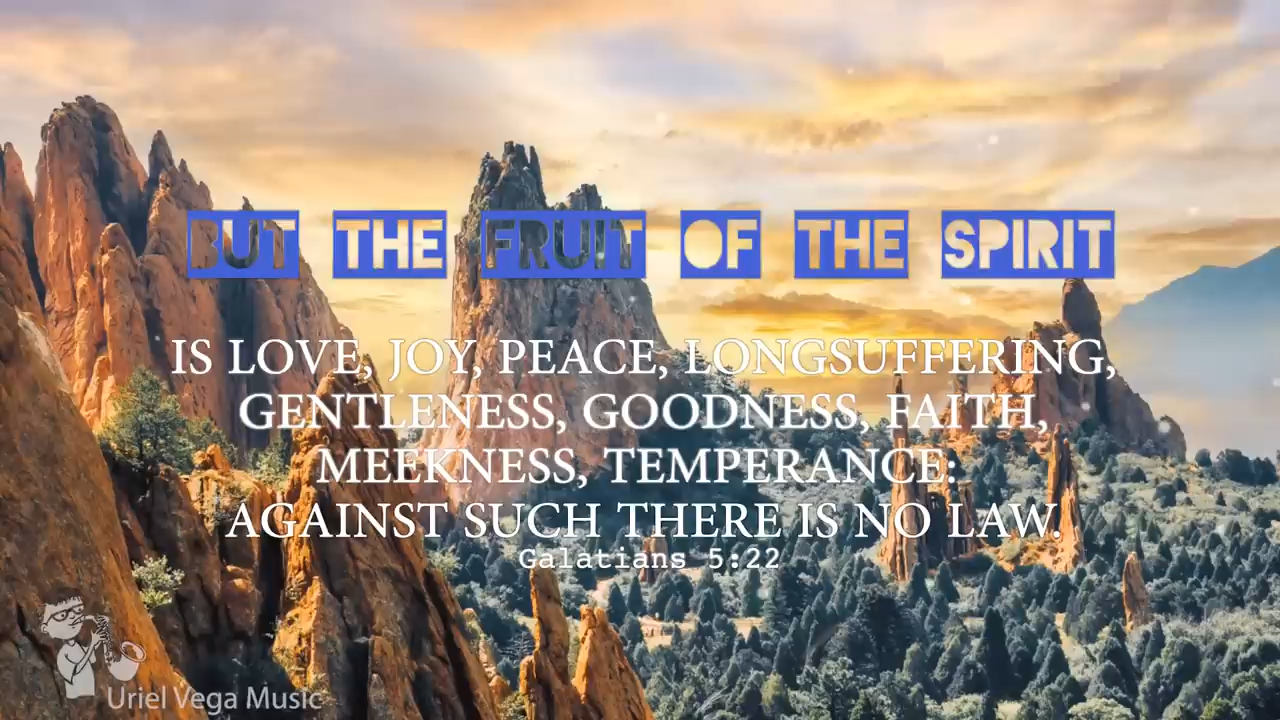 BUT THE FRUIT OF THE SPIRIT
IS LOVE, JOY, PEACE, LONGSUFFERING,
GENTLENESS, GOODNESS, FAITH,
MEEKNESS, TEMPERANCE:
AGAINST SUCH THERE IS NO LAW.
Galatians 5:22
Uriel Vega Music